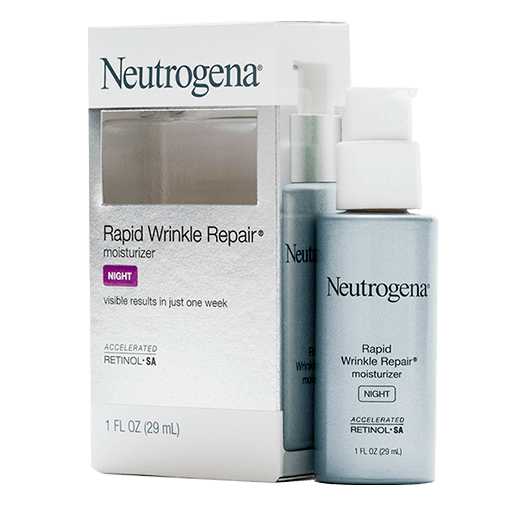 Neutrogena®
Rapid Wrinkle Repair®
moisturizer
NIGHT
visible results in just one week
ACCELERATED
RETINOL•SA
1 FL OZ (29 mL)
Neutrogena®
Rapid
Wrinkle Repair®
moisturizer
NIGHT
ACCELERATED
RETINOL•SA
1 FL OZ (29 mL)